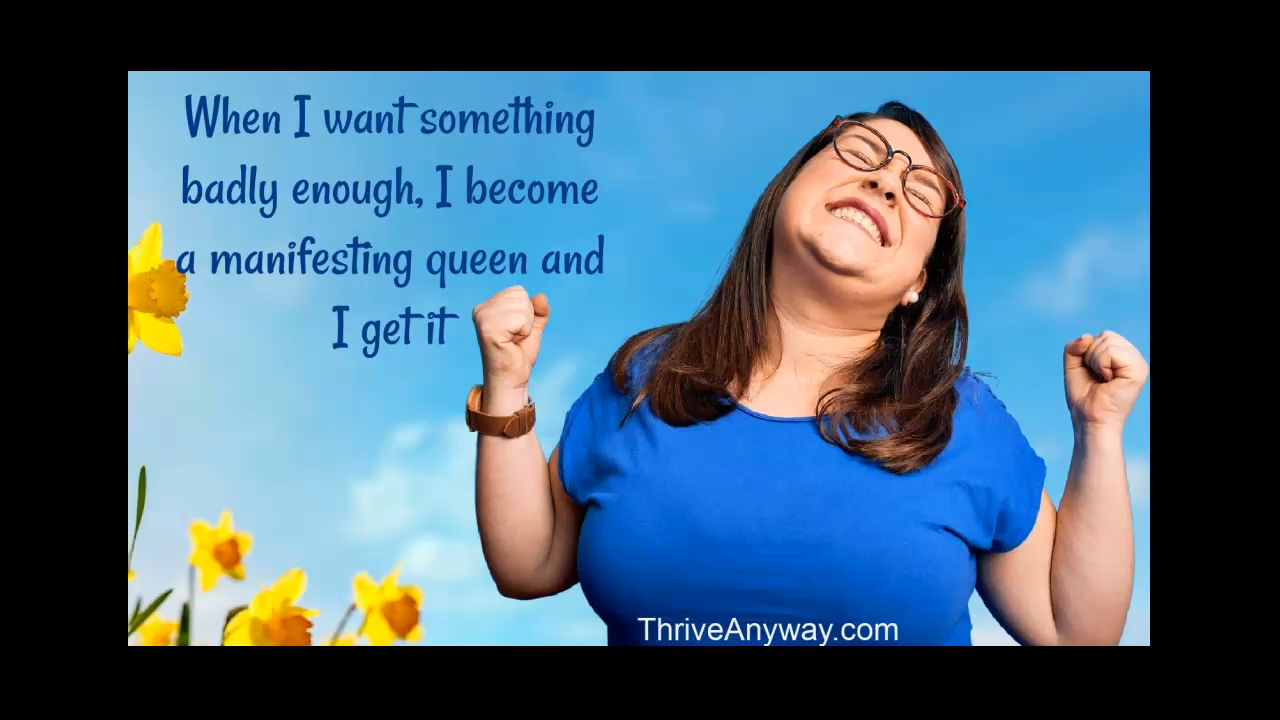 When I want something
badly enough, I become
a manifesting queen and
I get it
ThriveAnyway.com